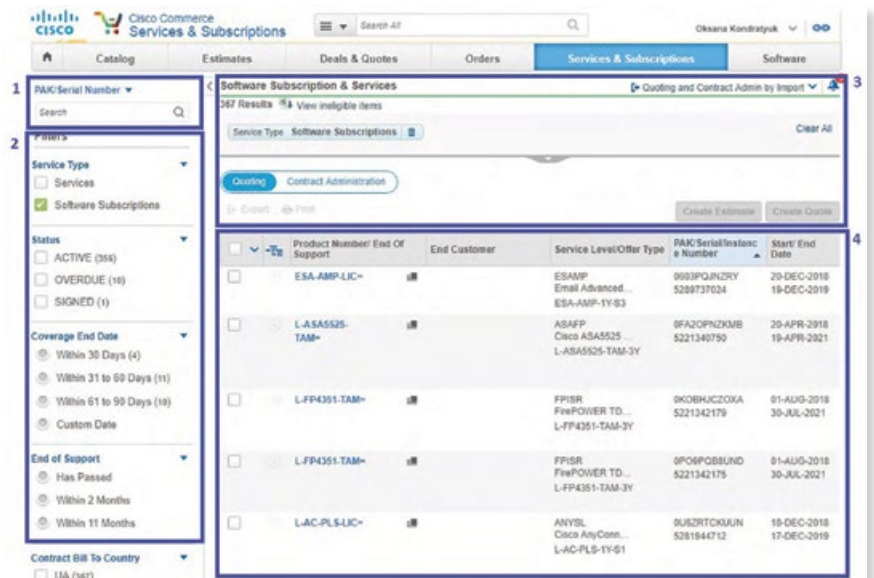 CISCO
Cisco Commerce
Services & Subscriptions
Search All
Oksana Kondratyuk
Catalog
Estimates
Deals & Quotes
Orders
Services & Subscriptions
Software
1
PAK/Serial Number
Search
2
Filters
Service Type
Services
Software Subscriptions
Status
ACTIVE (356)
OVERDUE (10)
SIGNED (1)
Coverage End Date
Within 30 Days (4)
Within 31 to 60 Days (11)
Within 61 to 90 Days (10)
Custom Date
End of Support
Has Passed
Within 2 Months
Within 11 Months
Contract Bill To Country
3
Software Subscription & Services
Quoting and Contract Admin by Import
367 Results View ineligible items
Service Type Software Subscriptions
Clear All
Quoting Contract Administration
Export Print
Create Estimate Create Quote
4
Product Number/ End Of
Support
End Customer
Service Level/Offer Type
PAK/Serial/Instanc
e Number
Start/ End
Date
ESA-AMP-LIC=
ESAMP
Email Advanced...
ESA-AMP-1Y-S3
0603PQJNZRY
5289737024
20-DEC-2018
19-DEC-2019
L-ASA5525-
TAM=
ASAFP
Cisco ASA5525 ...
L-ASA5525-TAM-3Y
0FA2OPNZKMB
5221340750
20-APR-2018
19-APR-2021
L-FP4351-TAM=
FPISR
FirePOWER TD...
L-FP4351-TAM-3Y
0KOBHJCZOXA
5221342179
01-AUG-2018
30-JUL-2021
L-FP4351-TAM=
FPISR
FirePOWER TD...
L-FP4351-TAM-3Y
0PO9PQB8UND
5221342175
01-AUG-2018
30-JUL-2021
L-AC-PLS-LIC=
ANYSL
Cisco AnyConn...
L-AC-PLS-1Y-S1
0USZRTCKUUN
5281944712
18-DEC-2018
17-DEC-2019